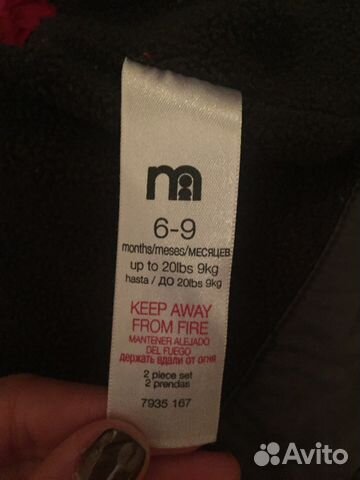 m
6-9
months/meses/МЕСЯЦЕВ
up to 20lbs 9kg
hasta / ДО 20lbs 9kg
KEEP AWAY
FROM FIRE
MANTENER ALEJADO
DEL FUEGO
держать вдали от огня
2 piece set
2 prendas
7935 167
Avito